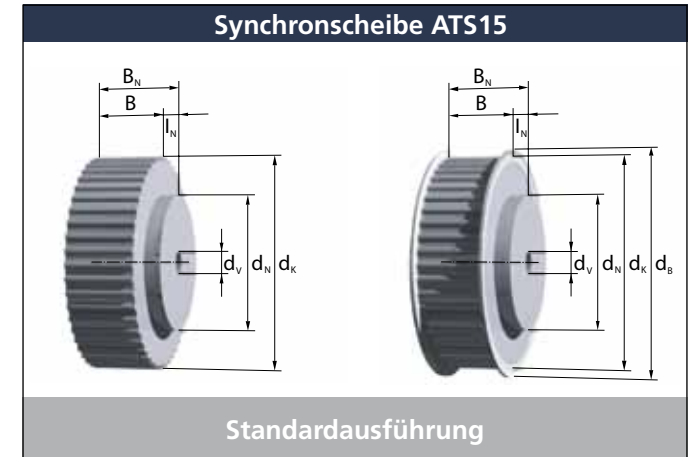 Synchronscheibe ATS15
B_N
B
l_N
d_V d_N d_K
B_N
B
l_N
d_V d_N d_K d_B
Standardausführung